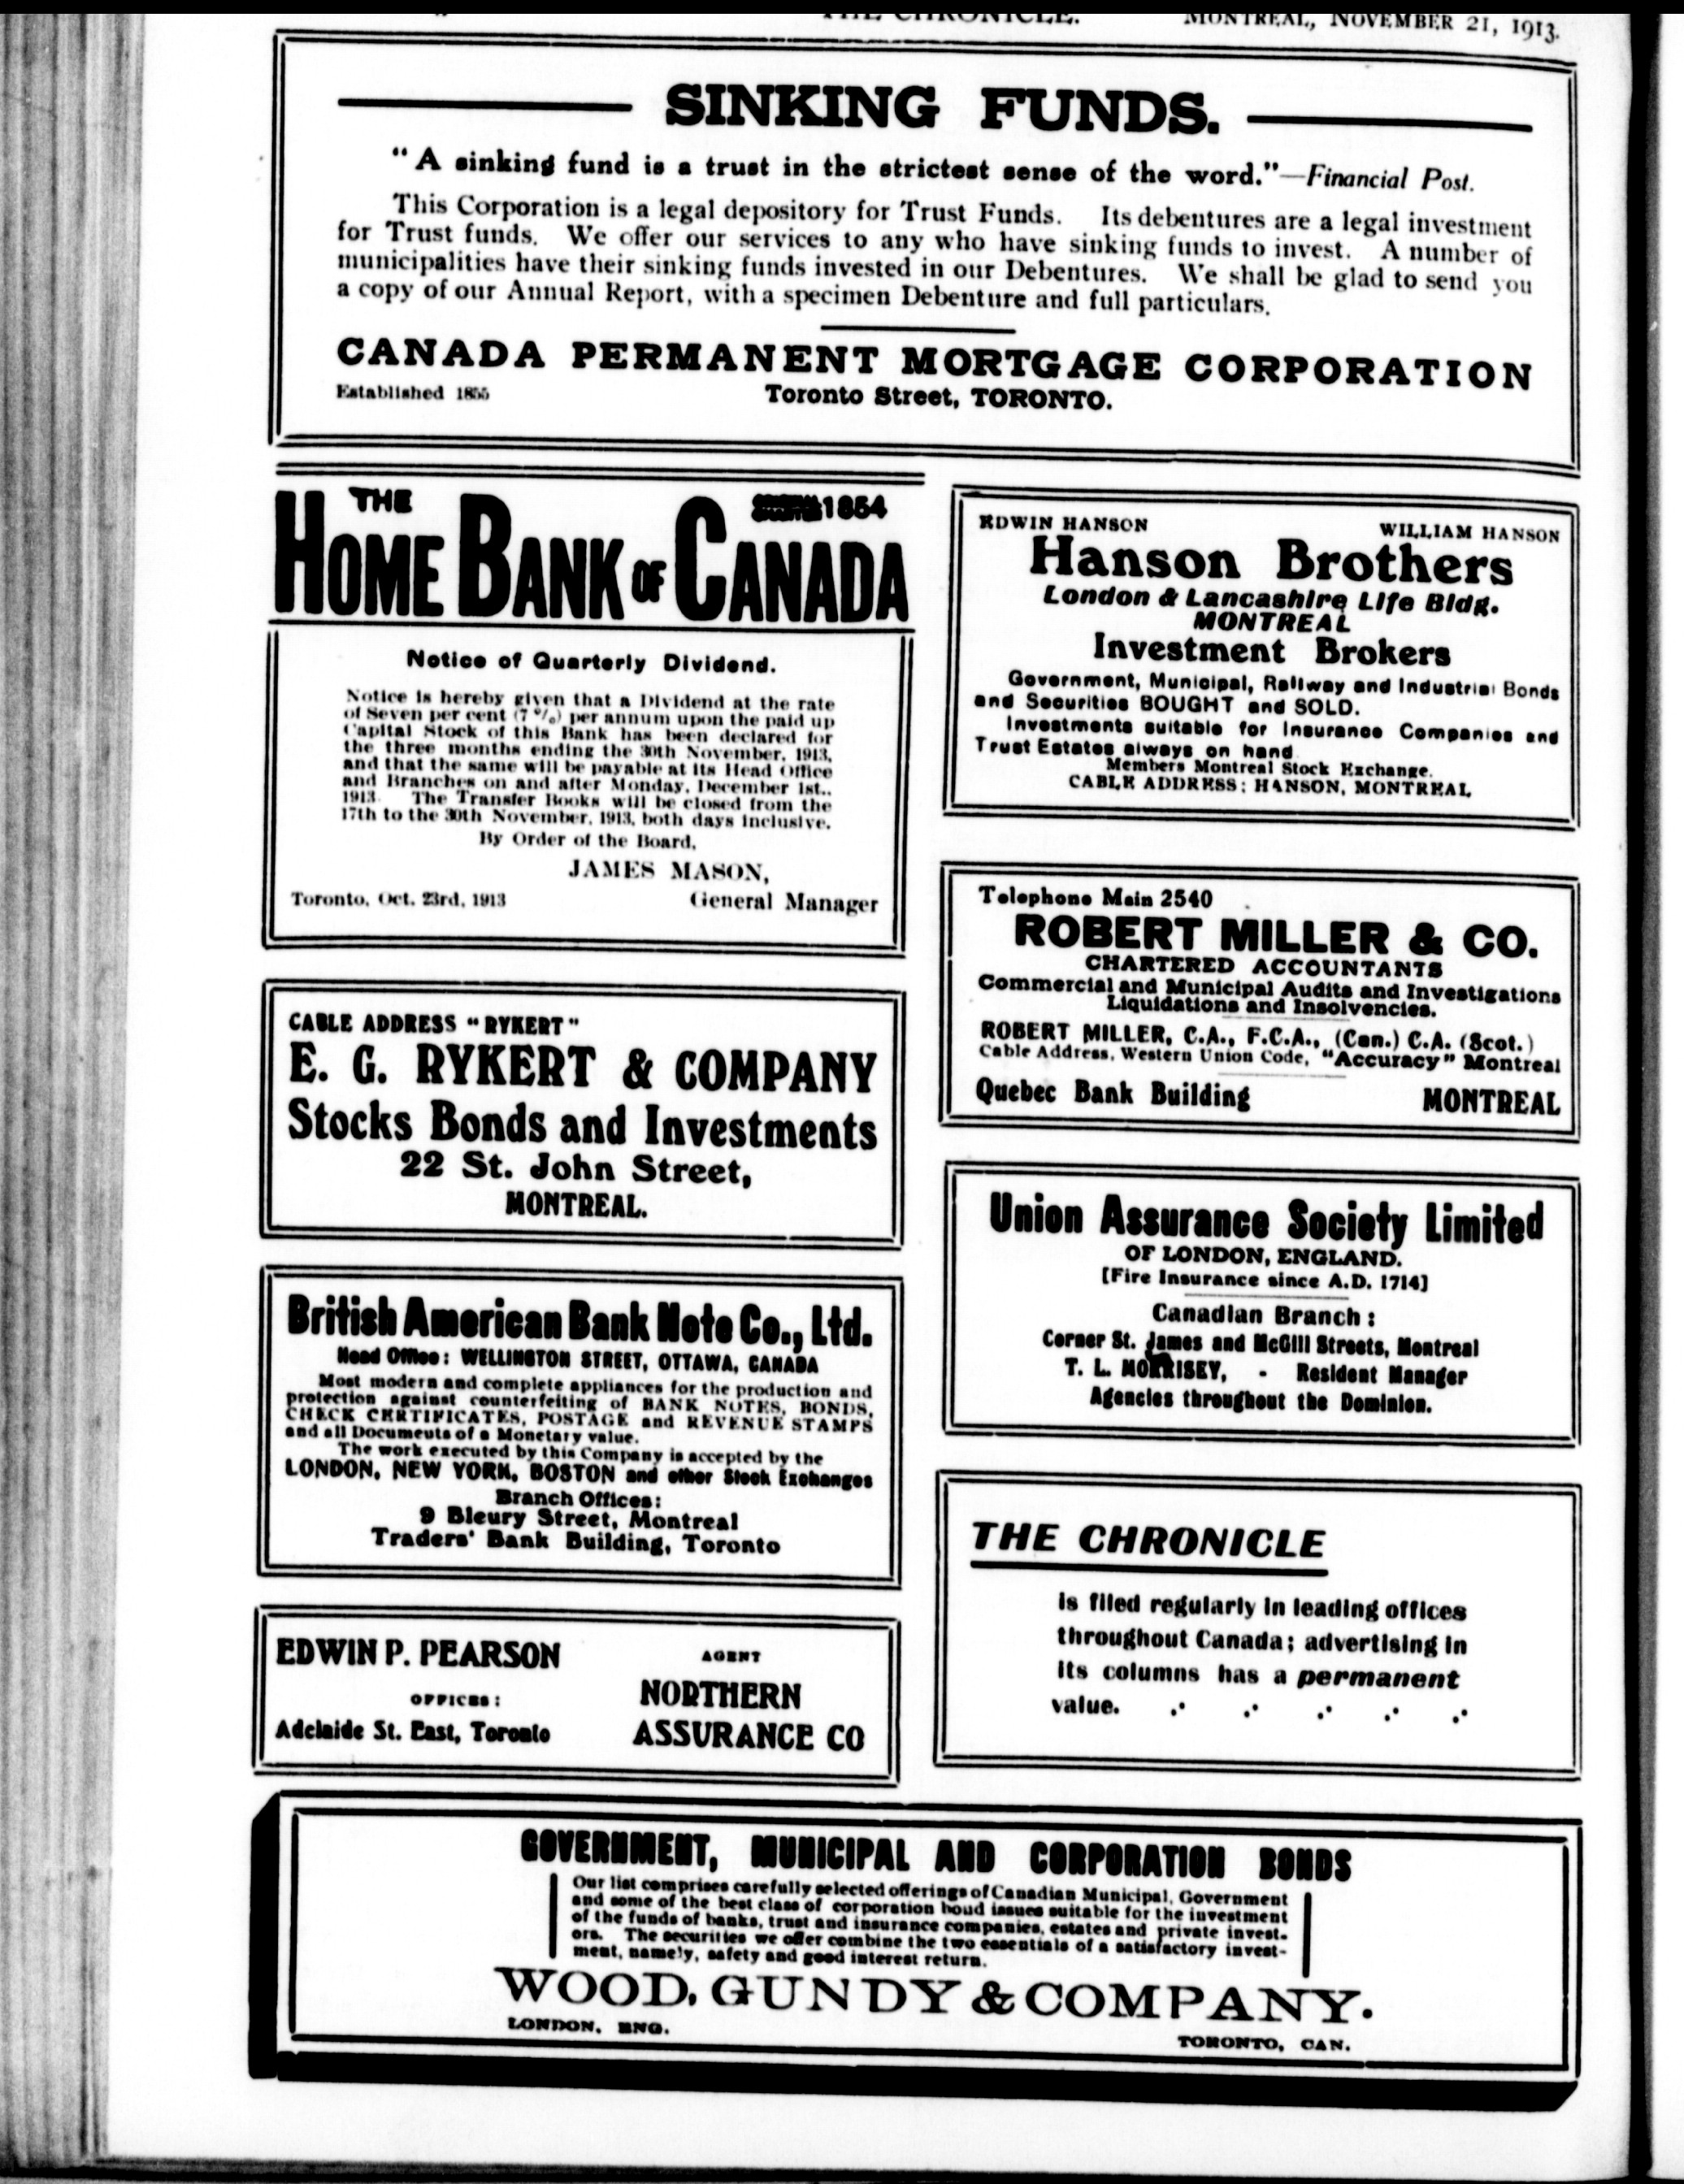 THE CHRONICLE. MONTREAL, NOVEMBER 21, 1913.
SINKING FUNDS.
"A sinking fund is a trust in the strictest sense of the word."—Financial Post.
This Corporation is a legal depository for Trust Funds. Its debentures are a legal investment
for Trust funds. We offer our services to any who have sinking funds to invest. A number of
municipalities have their sinking funds invested in our Debentures. We shall be glad to send you
a copy of our Annual Report, with a specimen Debenture and full particulars.
CANADA PERMANENT MORTGAGE CORPORATION
Established 1855 Toronto Street, TORONTO.
THE 1854
HOME BANK OF CANADA
Notice of Quarterly Dividend.
Notice is hereby given that a Dividend at the rate
of Seven per cent (7 %) per annum upon the paid up
Capital Stock of this Bank has been declared for
the three months ending the 30th November, 1913,
and that the same will be payable at its Head Office
and Branches on and after Monday, December 1st.,
1913. The Transfer Books will be closed from the
17th to the 30th November, 1913, both days inclusive.
By Order of the Board,
JAMES MASON,
Toronto, Oct. 23rd, 1913 General Manager
CABLE ADDRESS "RYKERT"
E. G. RYKERT & COMPANY
Stocks Bonds and Investments
22 St. John Street,
MONTREAL.
British American Bank Note Co., Ltd.
Head Office: WELLINGTON STREET, OTTAWA, CANADA
Most modern and complete appliances for the production and
protection against counterfeiting of BANK NOTES, BONDS,
CHECK CERTIFICATES, POSTAGE and REVENUE STAMPS
and all Documents of a Monetary value.
The work executed by this Company is accepted by the
LONDON, NEW YORK, BOSTON and other Stock Exchanges
Branch Offices:
9 Bleury Street, Montreal
Traders' Bank Building, Toronto
EDWIN P. PEARSON
OFFICES:
Adelaide St. East, Toronto
AGENT
NORTHERN
ASSURANCE CO
EDWIN HANSON WILLIAM HANSON
Hanson Brothers
London & Lancashire Life Bldg.
MONTREAL
Investment Brokers
Government, Municipal, Railway and Industrial Bonds
and Securities BOUGHT and SOLD.
Investments suitable for Insurance Companies and
Trust Estates always on hand
Members Montreal Stock Exchange.
CABLE ADDRESS: HANSON, MONTREAL
Telephone Main 2540
ROBERT MILLER & CO.
CHARTERED ACCOUNTANTS
Commercial and Municipal Audits and Investigations
Liquidations and Insolvencies.
ROBERT MILLER, C.A., F.C.A., (Can.) C.A. (Scot.)
Cable Address, Western Union Code, "Accuracy" Montreal
Quebec Bank Building MONTREAL
Union Assurance Society Limited
OF LONDON, ENGLAND.
[Fire Insurance since A.D. 1714]
Canadian Branch:
Corner St. James and McGill Streets, Montreal
T. L. MORRISEY, - Resident Manager
Agencies throughout the Dominion.
THE CHRONICLE
is filed regularly in leading offices
throughout Canada; advertising in
its columns has a permanent
value. .· .· .· .· .·
GOVERNMENT, MUNICIPAL AND CORPORATION BONDS
Our list comprises carefully selected offerings of Canadian Municipal, Government
and some of the best class of corporation bond issues suitable for the investment
of the funds of banks, trust and insurance companies, estates and private invest-
ors. The securities we offer combine the two essentials of a satisfactory invest-
ment, namely, safety and good interest return.
WOOD, GUNDY & COMPANY.
LONDON, ENG.
TORONTO, CAN.